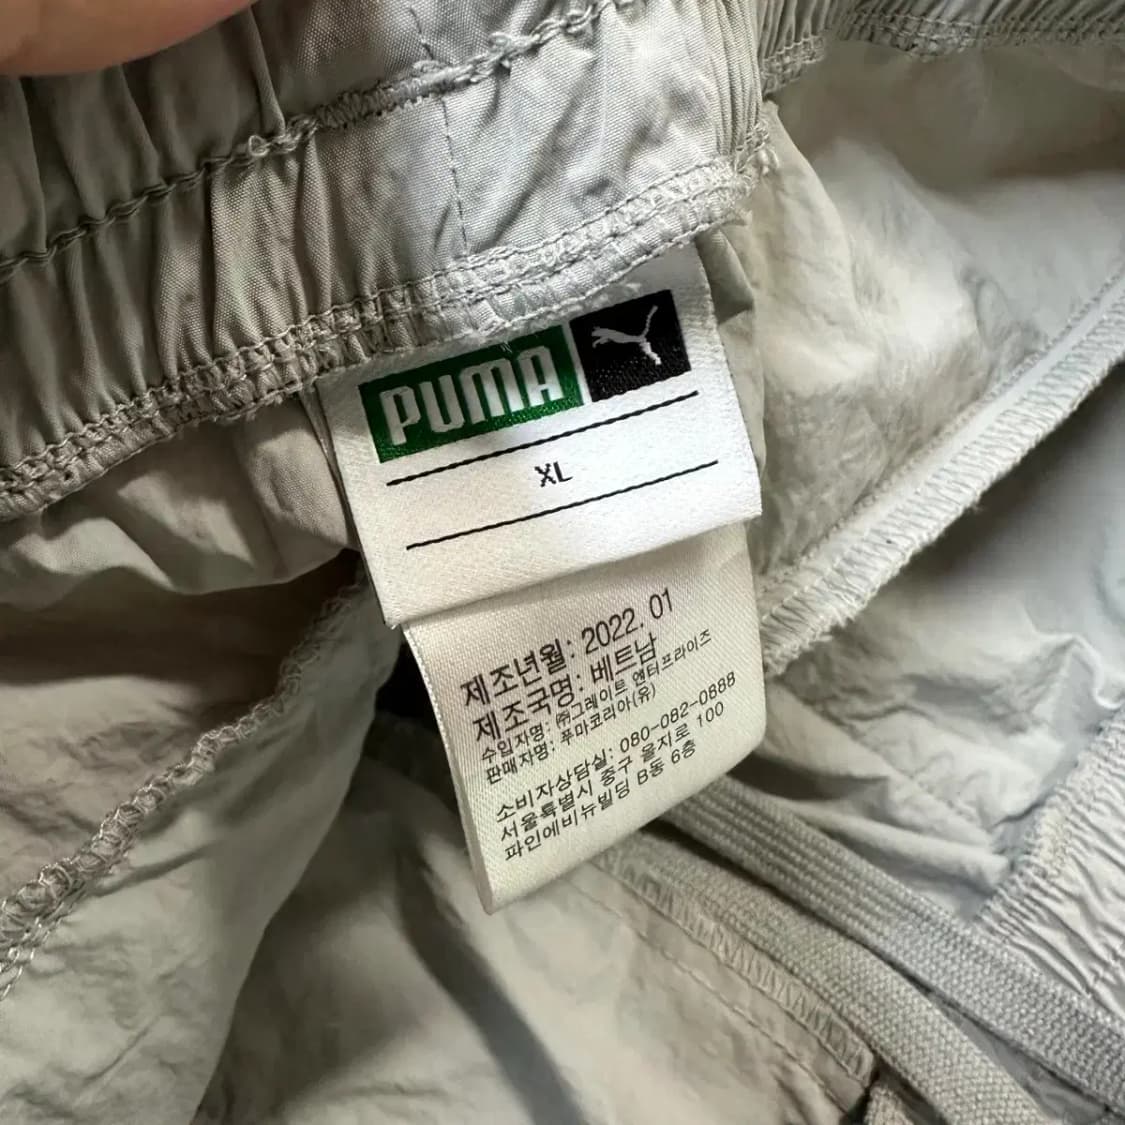 PUMA
XL
제조년월: 2022. 01
제조국명: 베트남
수입자명: ㈜그레이트 엔터프라이즈
판매자명: 푸마코리아(유)
소비자상담실: 080-082-0888
서울특별시 중구 을지로 100
파인에비뉴빌딩 B동 6층